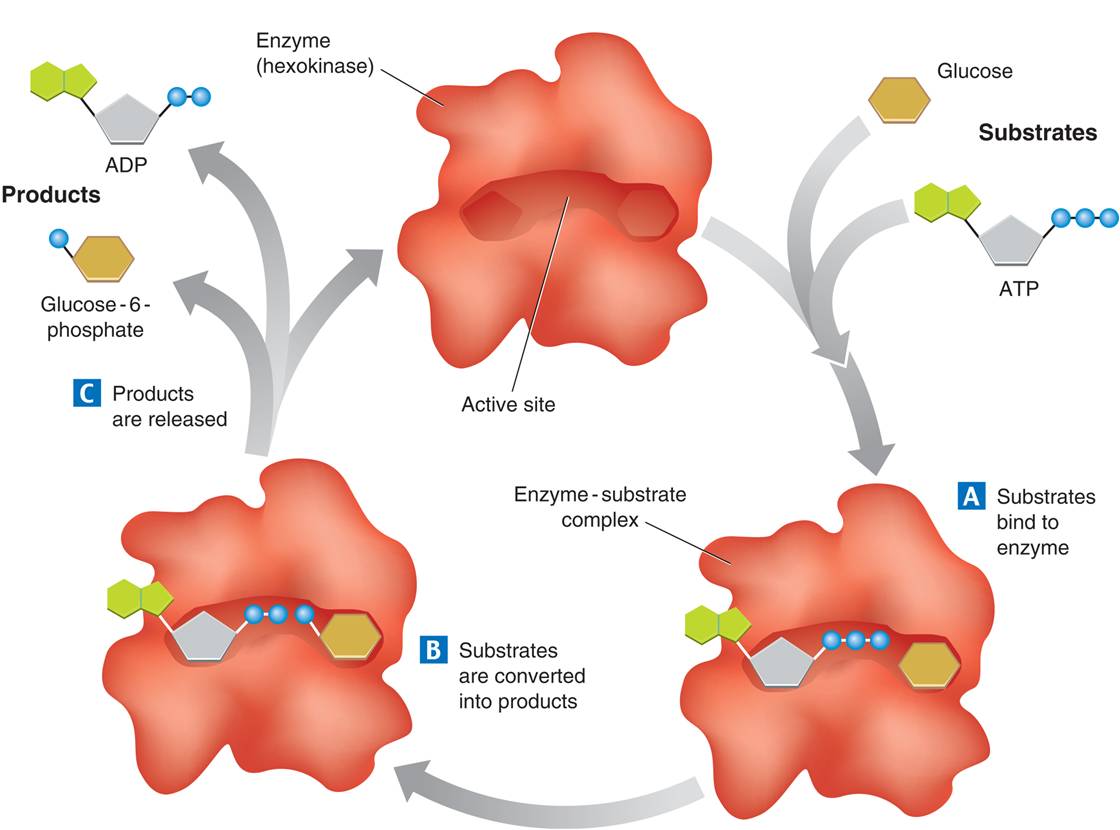 Enzyme
(hexokinase)
Glucose
Substrates
ATP
ADP
Products
Glucose-6-
phosphate
Active site
C Products
are released
Enzyme-substrate
complex
A Substrates
bind to
enzyme
B Substrates
are converted
into products